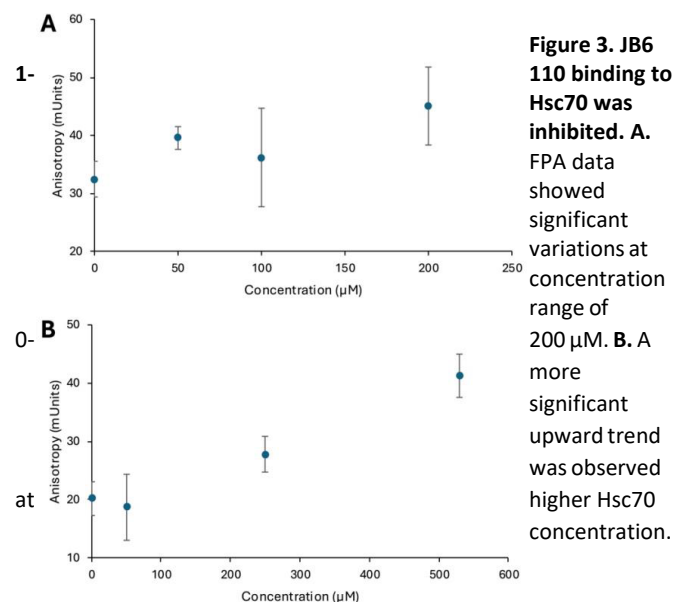 A
60
50
40
30
20
Anisotropy (mUnits)
0 50 100 150 200 250
Concentration (µM)
B
50
40
30
20
10
Anisotropy (mUnits)
0 100 200 300 400 500 600
Concentration (µM)
Figure 3. JB6
1- 110 binding to
Hsc70 was
inhibited. A.
FPA data
showed
significant
variations at
concentration
range of
0- 200 µM. B. A
more
significant
upward trend
was observed
at higher Hsc70
concentration.